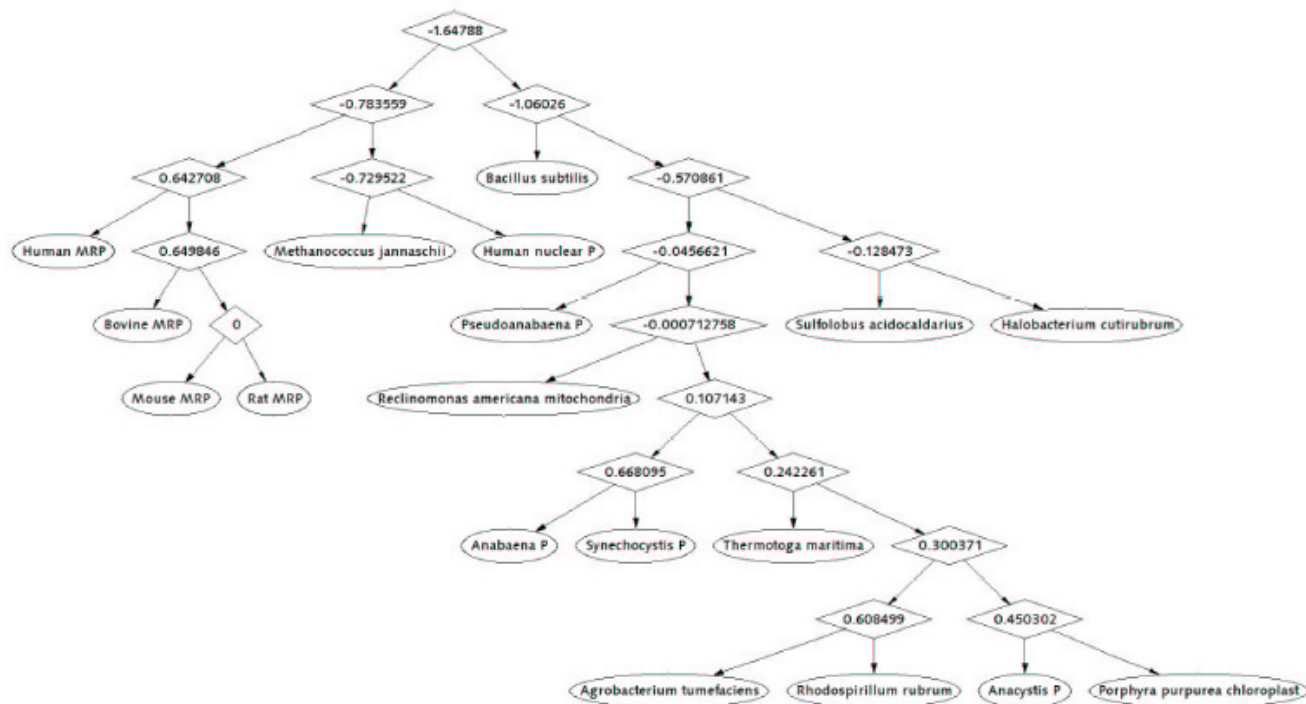 -1.64788
-0.783559
-1.06026
0.642708
-0.729522
Bacillus subtilis
-0.570861
Human MRP
0.649846
Methanococcus jannaschii
Human nuclear P
-0.0456621
-0.128473
Bovine MRP
0
Pseudoanabaena P
-0.000712758
Sulfolobus acidocaldarius
Halobacterium cutirubrum
Mouse MRP
Rat MRP
Reclinomonas americana mitochondria
0.107143
0.668095
0.242261
Anabaena P
Synechocystis P
Thermotoga maritima
0.300371
0.608499
0.450302
Agrobacterium tumefaciens
Rhodospirillum rubrum
Anacystis P
Porphyra purpurea chloroplast